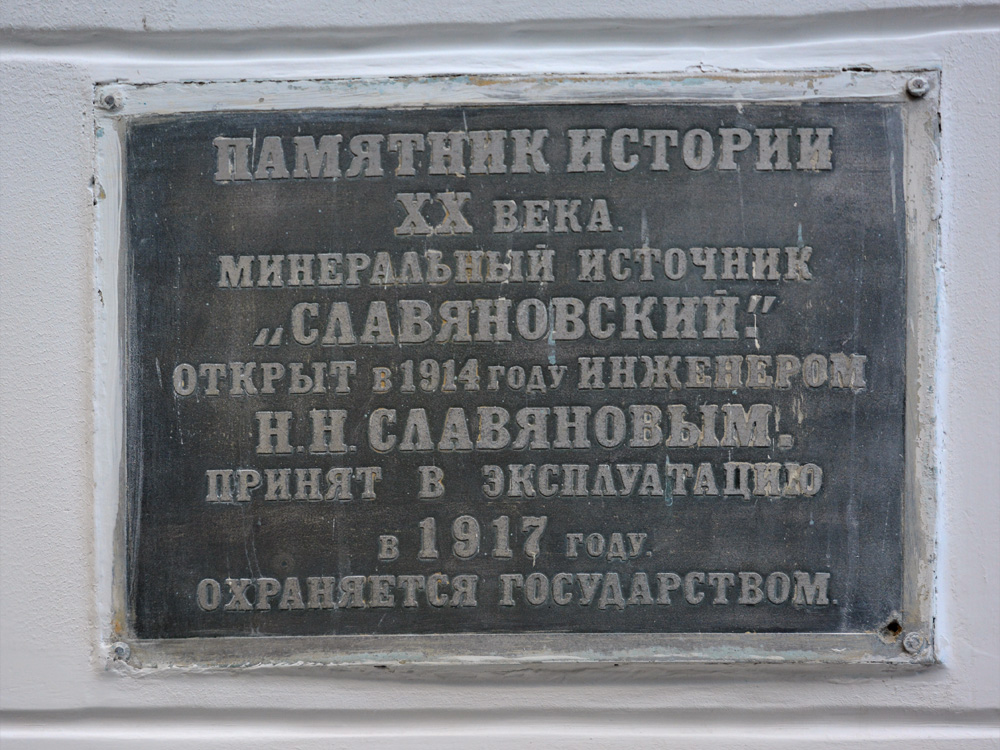 ПАМЯТНИК ИСТОРИИ
XX ВЕКА.
МИНЕРАЛЬНЫЙ ИСТОЧНИК
„СЛАВЯНОВСКИЙ".
ОТКРЫТ В 1914 ГОДУ ИНЖЕНЕРОМ
Н.Н. СЛАВЯНОВЫМ.
ПРИНЯТ В ЭКСПЛУАТАЦИЮ
В 1917 ГОДУ.
ОХРАНЯЕТСЯ ГОСУДАРСТВОМ.